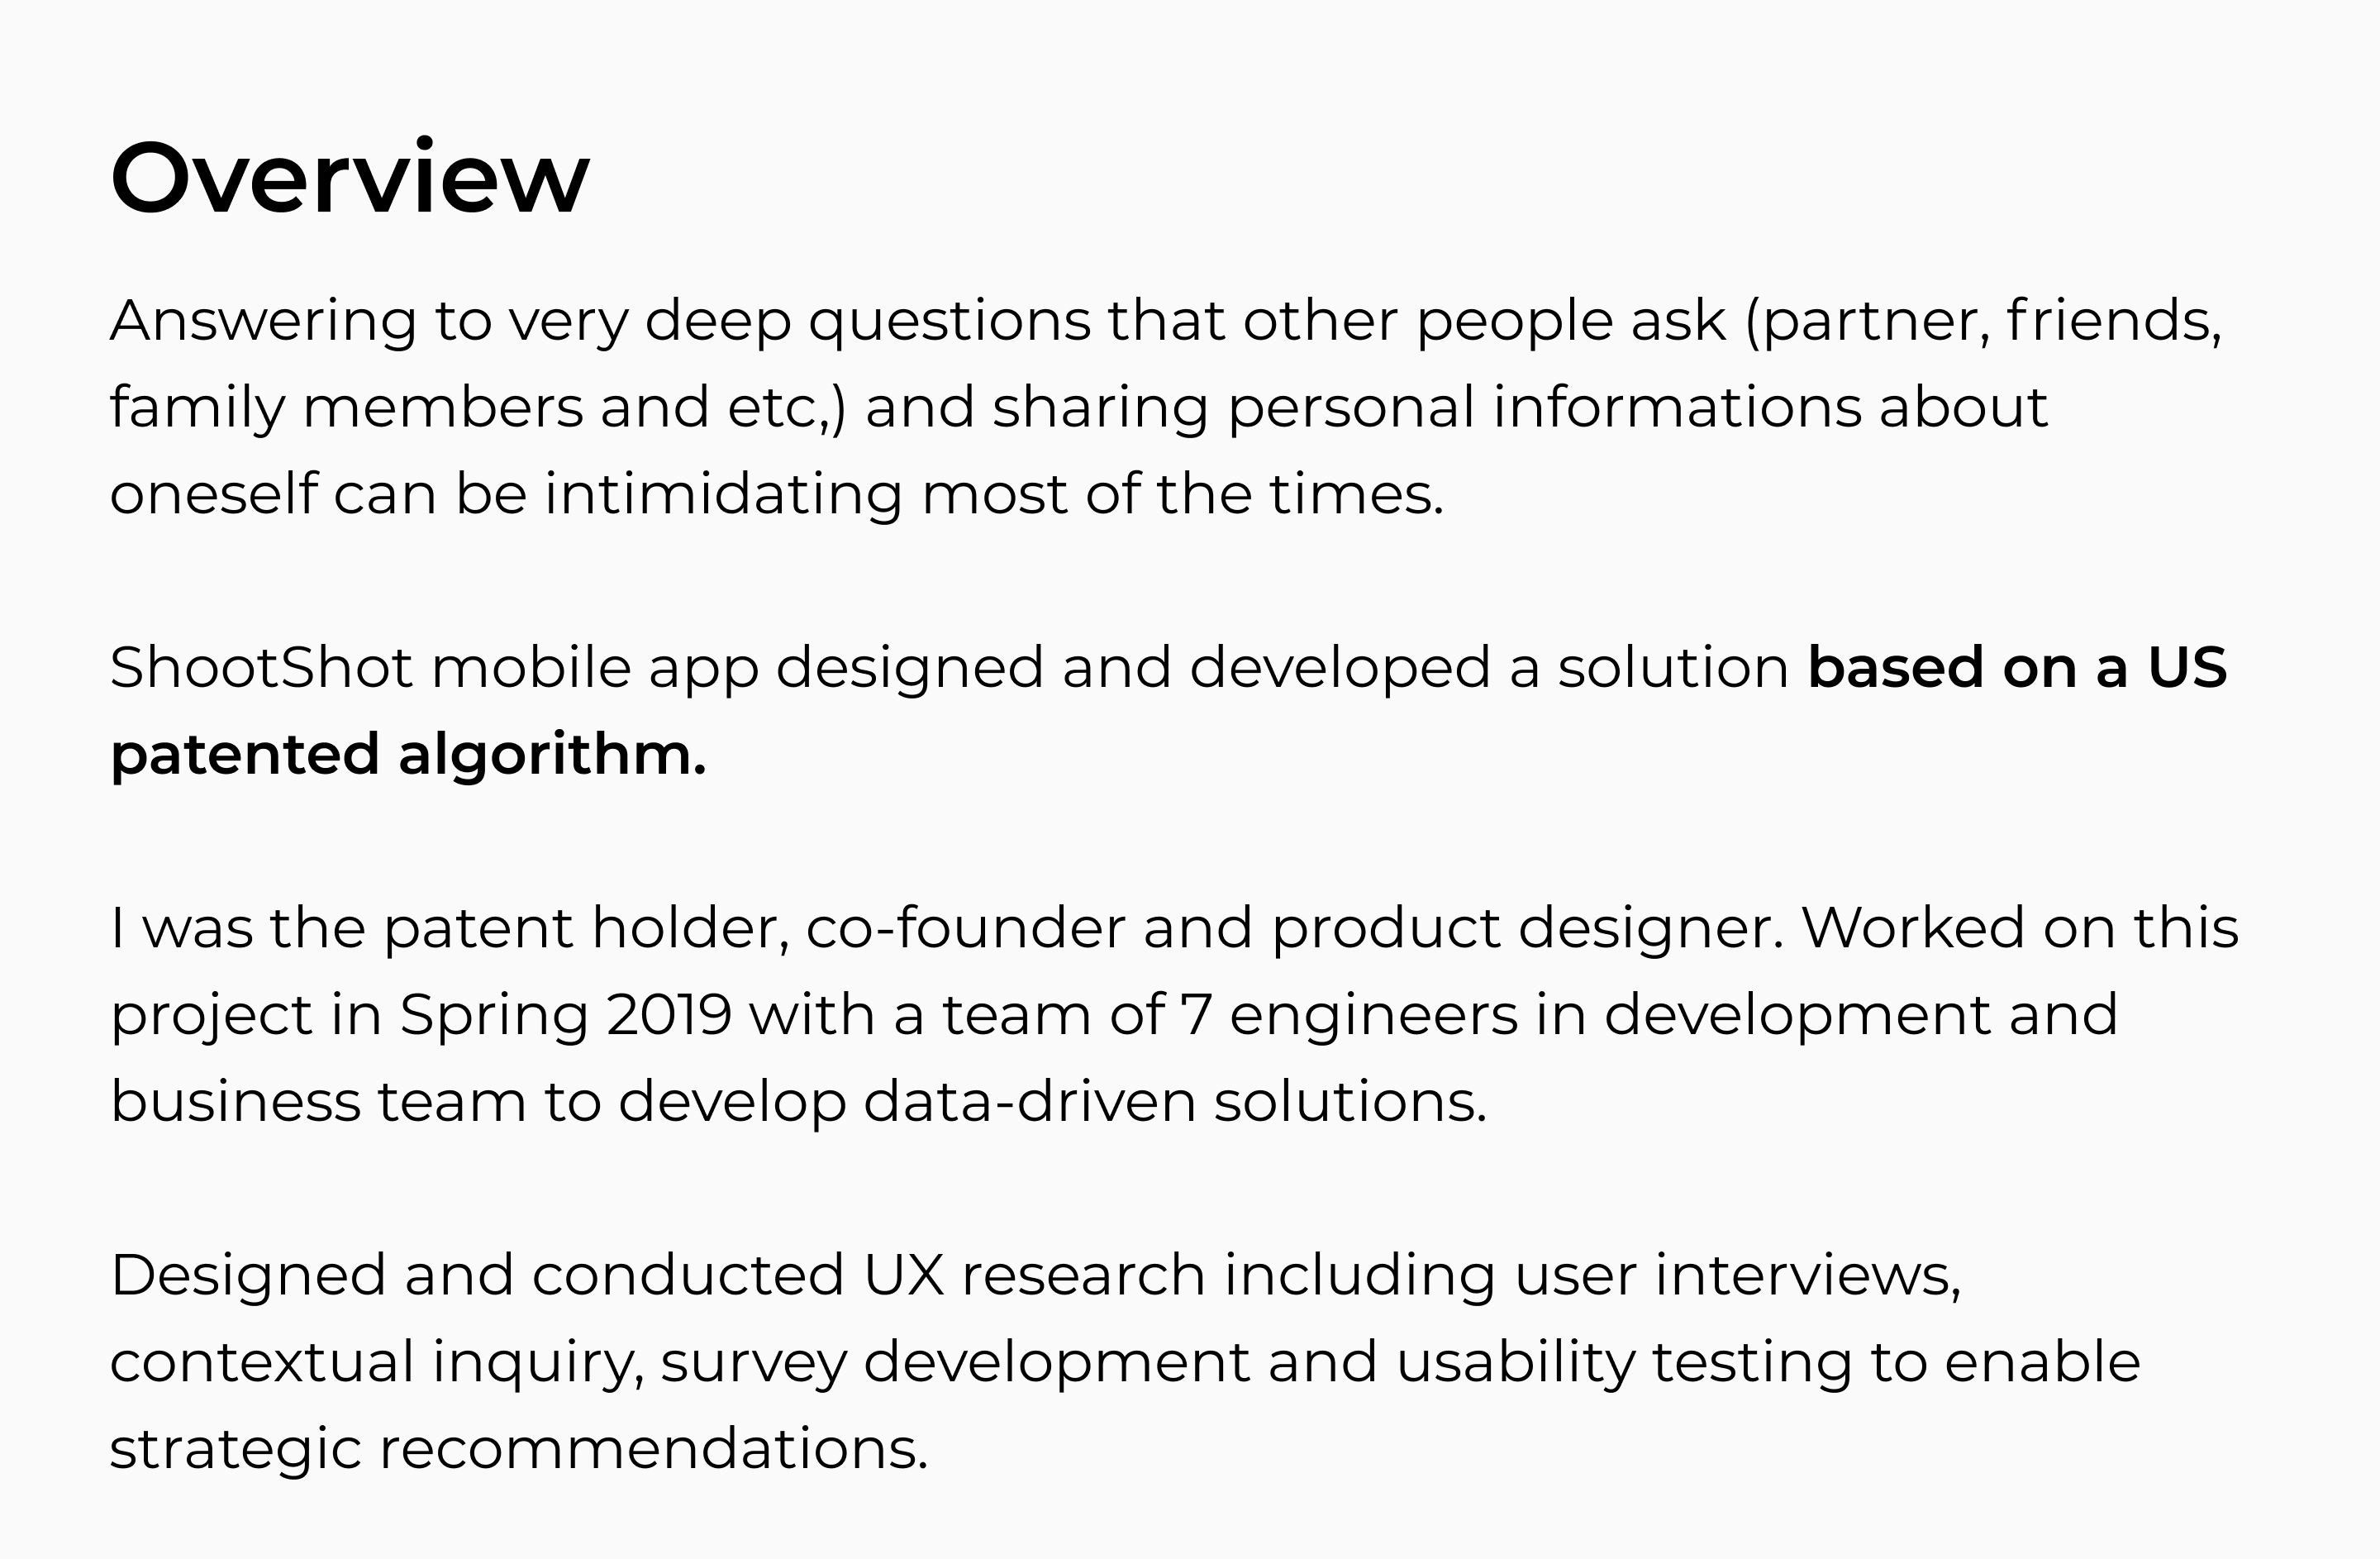 Overview
Answering to very deep questions that other people ask (partner, friends,
family members and etc,) and sharing personal informations about
oneself can be intimidating most of the times.
ShootShot mobile app designed and developed a solution based on a US
patented algorithm.
I was the patent holder, co-founder and product designer. Worked on this
project in Spring 2019 with a team of 7 engineers in development and
business team to develop data-driven solutions.
Designed and conducted UX research including user interviews,
contextual inquiry, survey development and usability testing to enable
strategic recommendations.